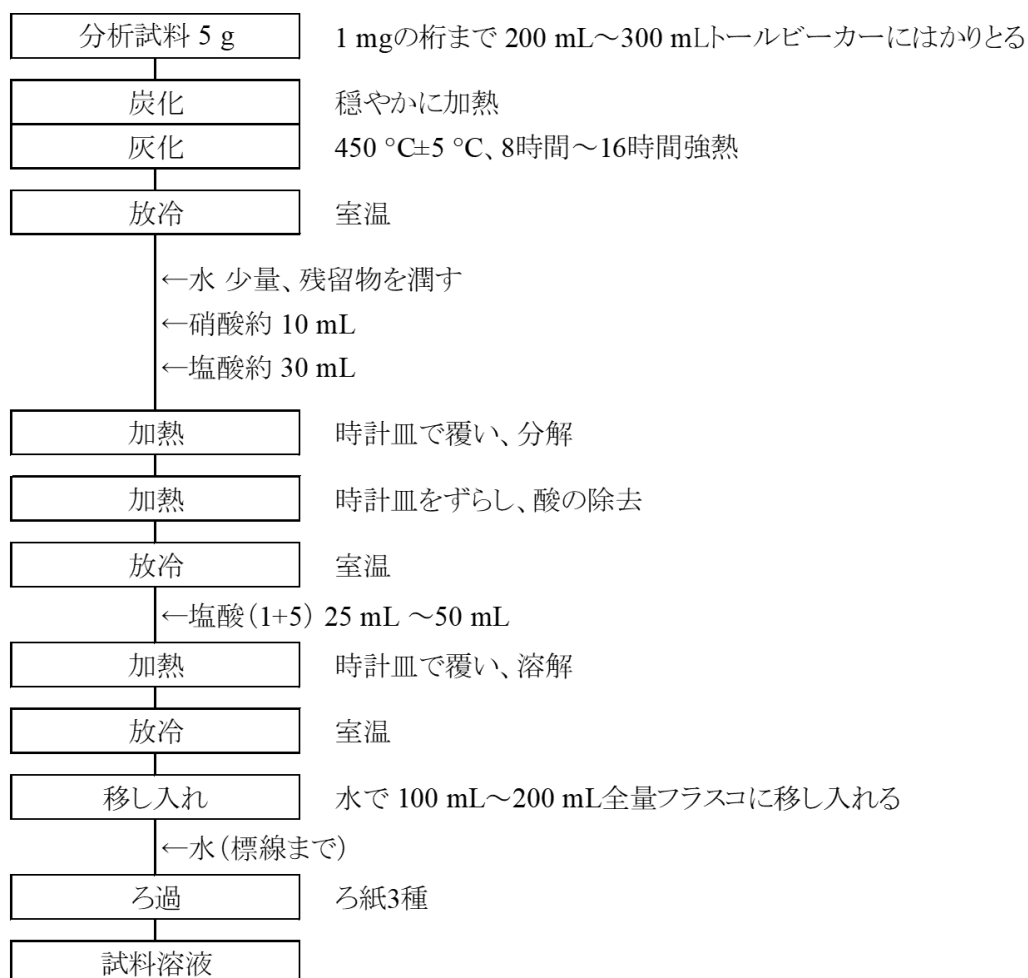 分析試料 5 g 1 mgの桁まで 200 mL～300 mLトールビーカーにはかりとる
炭化 穏やかに加熱
灰化 450 °C±5 °C、8時間～16時間強熱
放冷 室温
←水 少量、残留物を潤す
←硝酸約 10 mL
←塩酸約 30 mL
加熱 時計皿で覆い、分解
加熱 時計皿をずらし、酸の除去
放冷 室温
←塩酸（1+5） 25 mL ～50 mL
加熱 時計皿で覆い、溶解
放冷 室温
移し入れ 水で 100 mL～200 mL全量フラスコに移し入れる
←水（標線まで）
ろ過 ろ紙3種
試料溶液